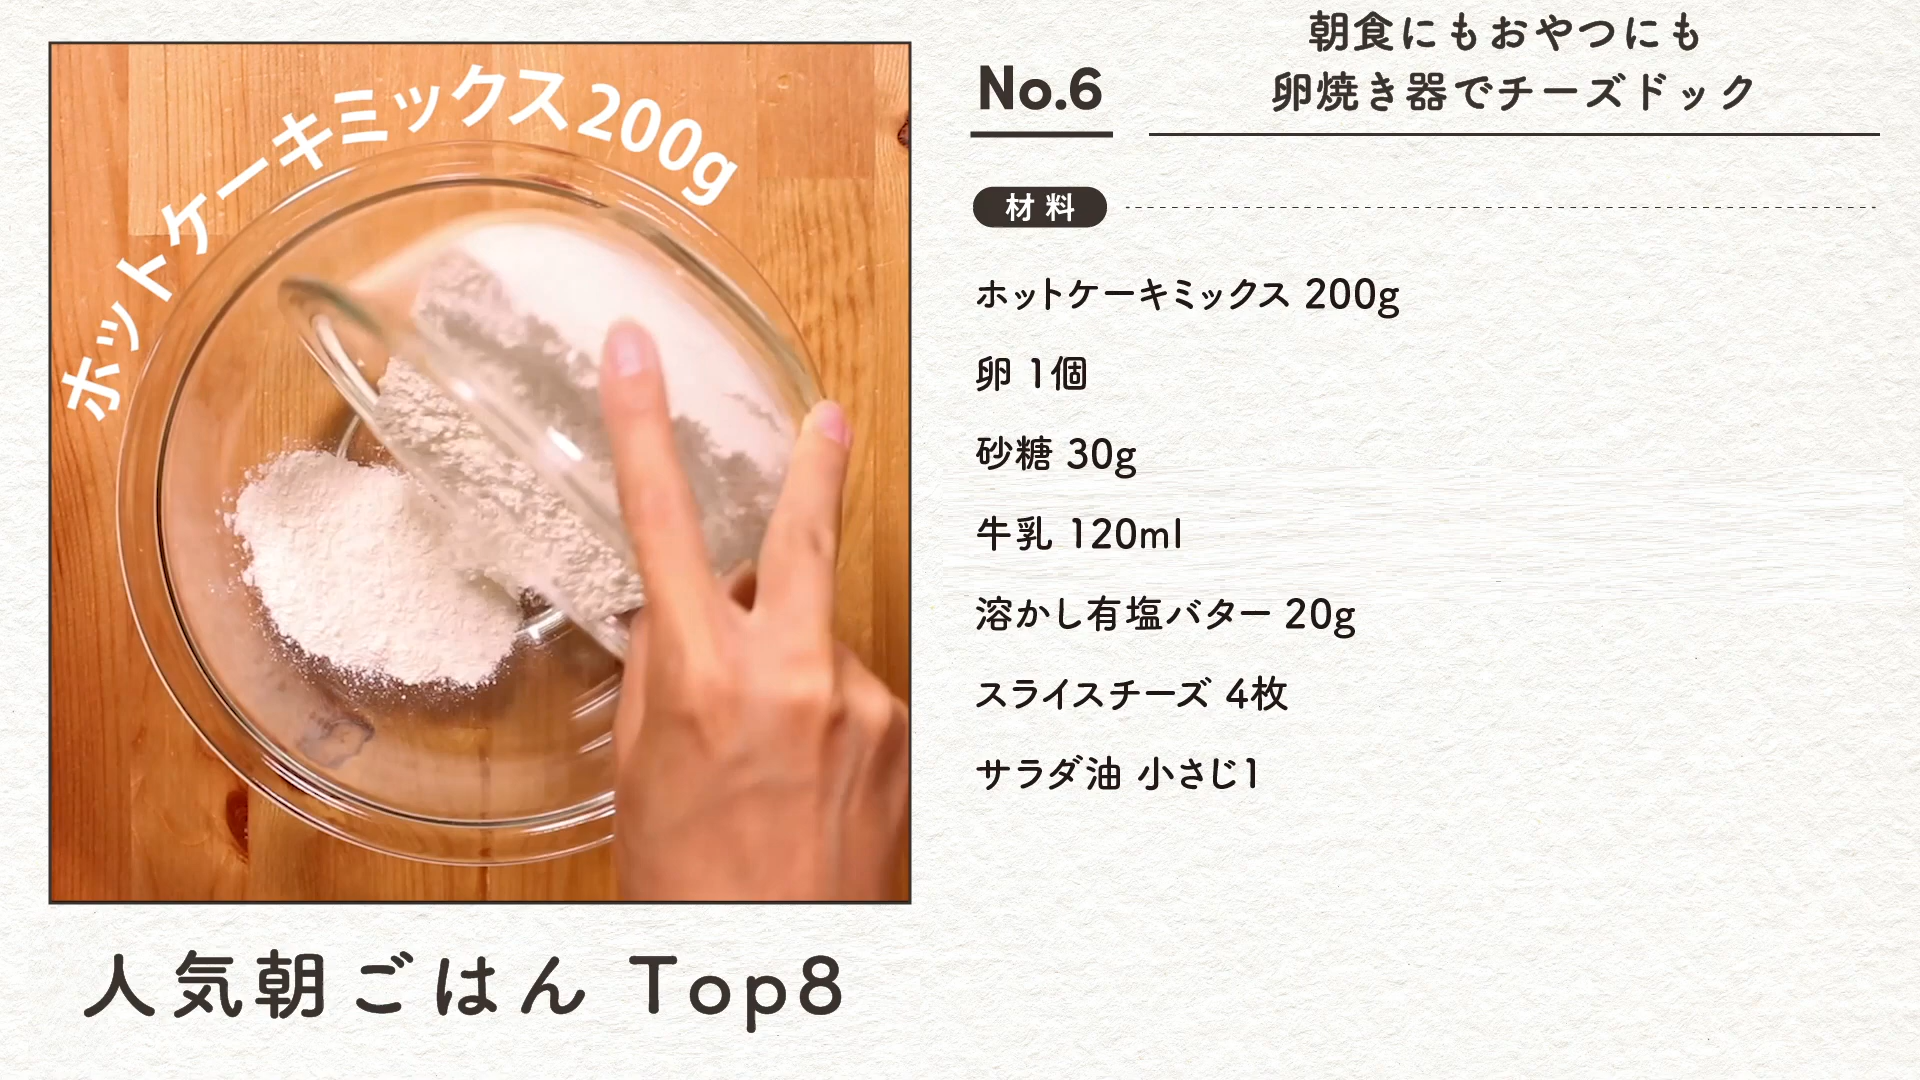 ホットケーキミックス200g
人気朝ごはん Top8
No.6
朝食にもおやつにも
卵焼き器でチーズドック
材料
ホットケーキミックス 200g
卵 1個
砂糖 30g
牛乳 120ml
溶かし有塩バター 20g
スライスチーズ 4枚
サラダ油 小さじ1